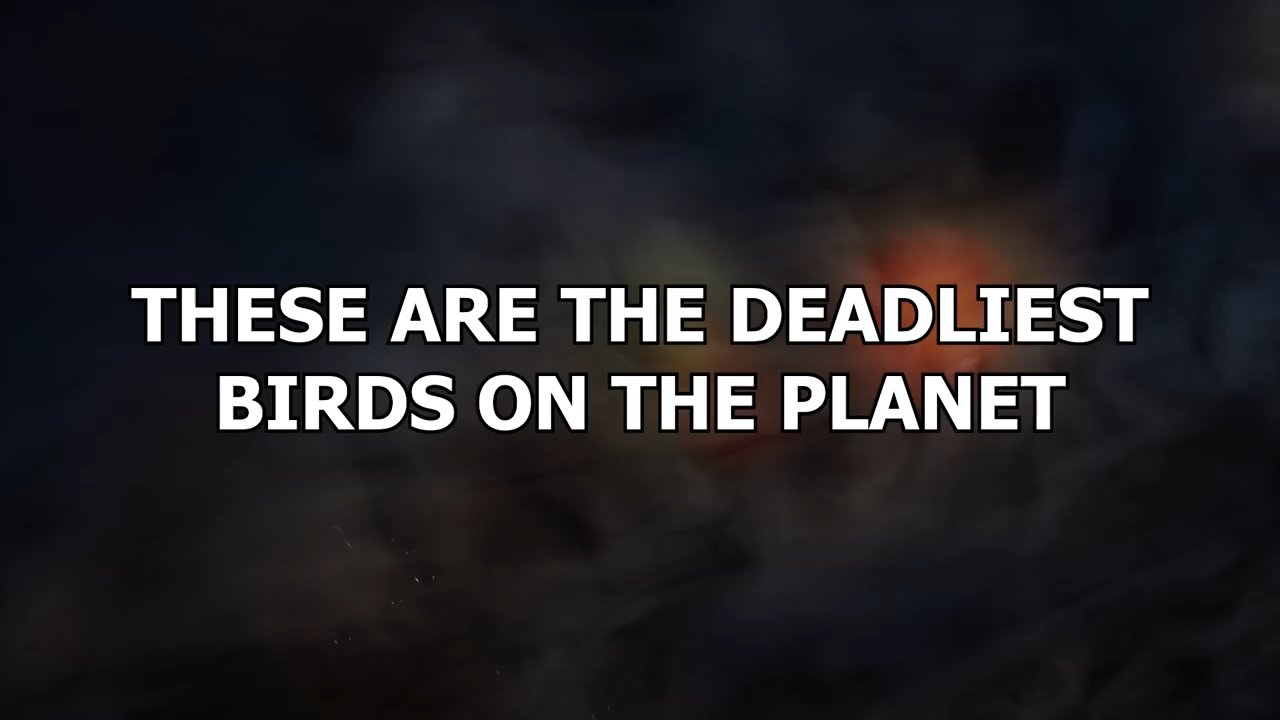 THESE ARE THE DEADLIEST
BIRDS ON THE PLANET